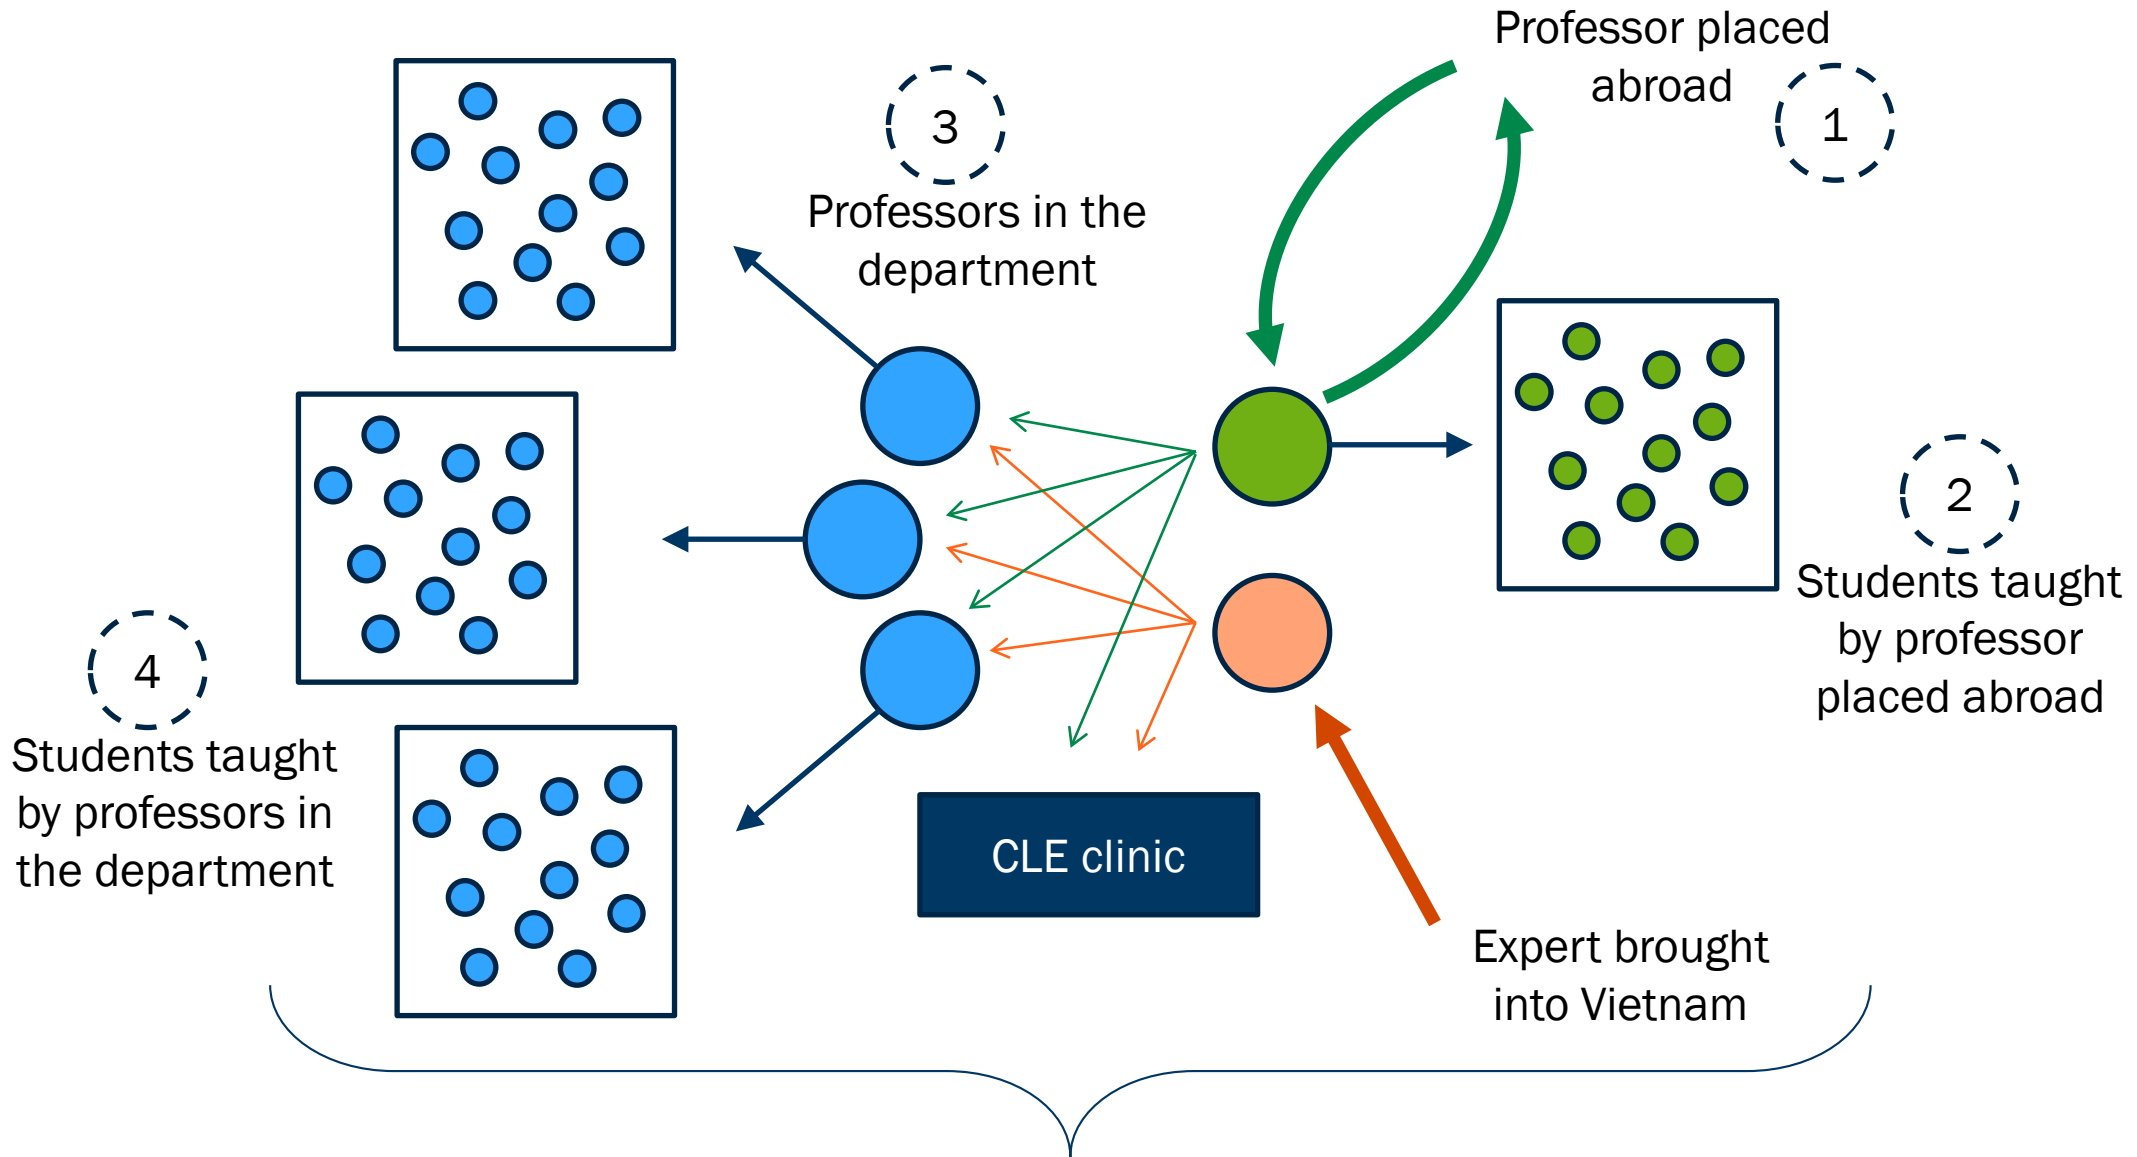 Professor placed
abroad
1
3
Professors in the
department
2
Students taught
by professor
placed abroad
4
Students taught
by professors in
the department
CLE clinic
Expert brought
into Vietnam